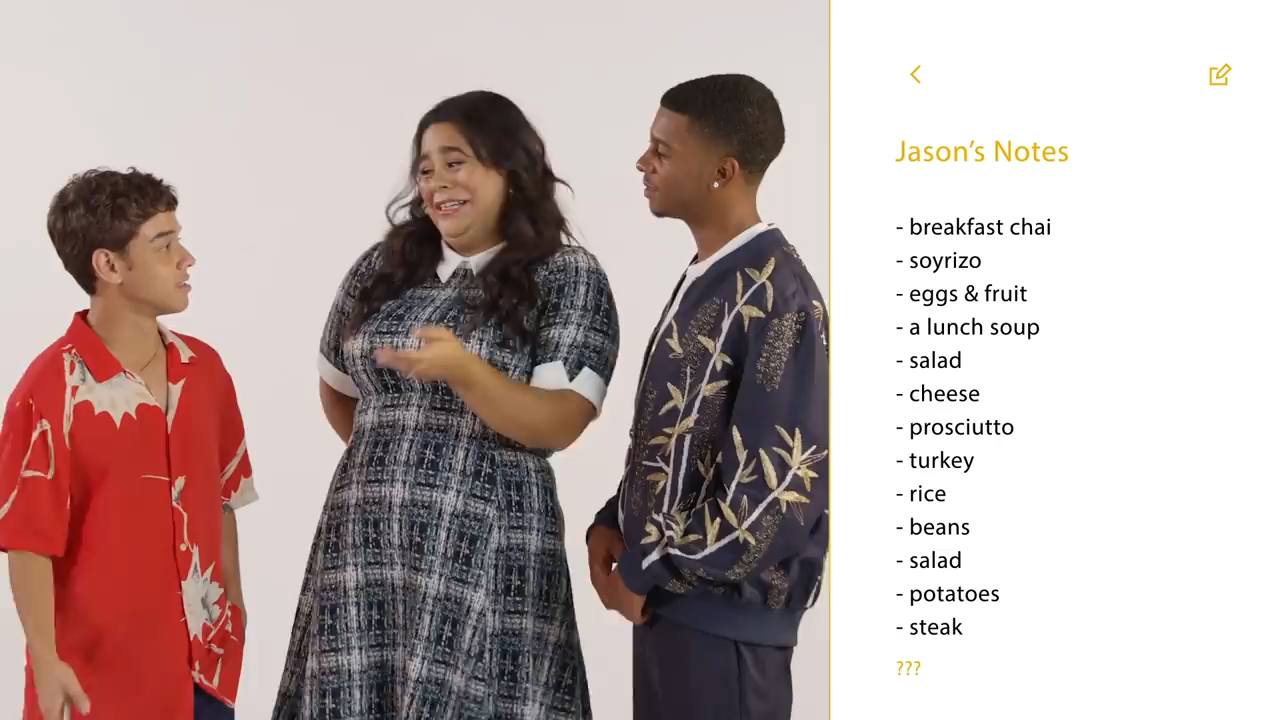 Jason's Notes
- breakfast chai
- soyrizo
- eggs & fruit
- a lunch soup
- salad
- cheese
- prosciutto
- turkey
- rice
- beans
- salad
- potatoes
- steak
???